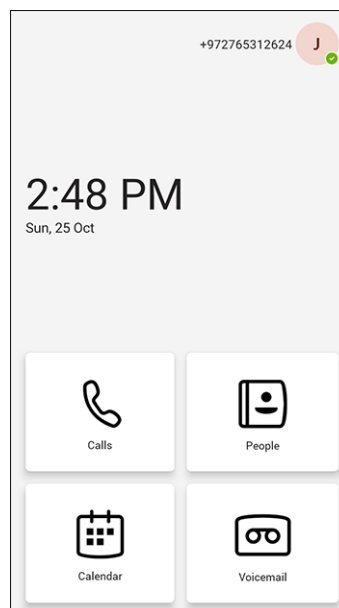 +972765312624 J
2:48 PM
Sun, 25 Oct
Calls People
Calendar Voicemail